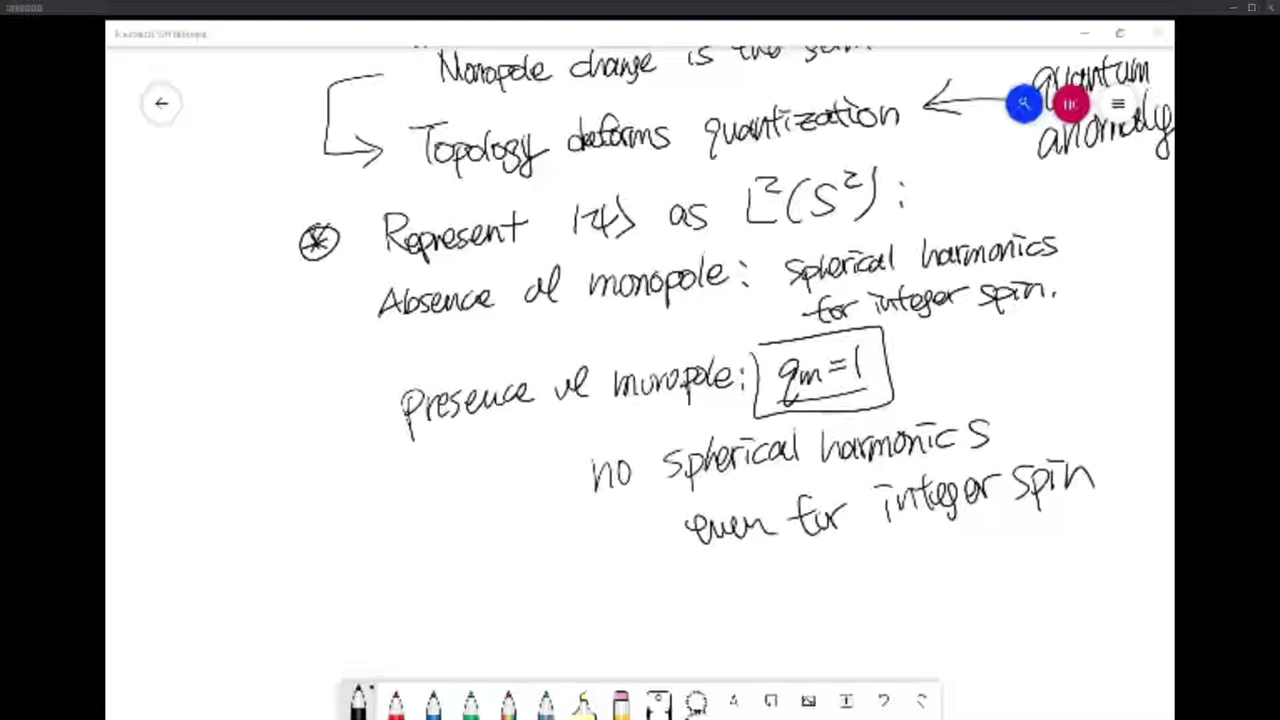 Monopole charge is the
Topology deforms quantization
quantum
anomaly
⊛ Represent |ψ> as L²(S²):
Absence of monopole: spherical harmonics
for integer spin.
Presence of monopole: qm=1
no spherical harmonics
even for integer spin
HC